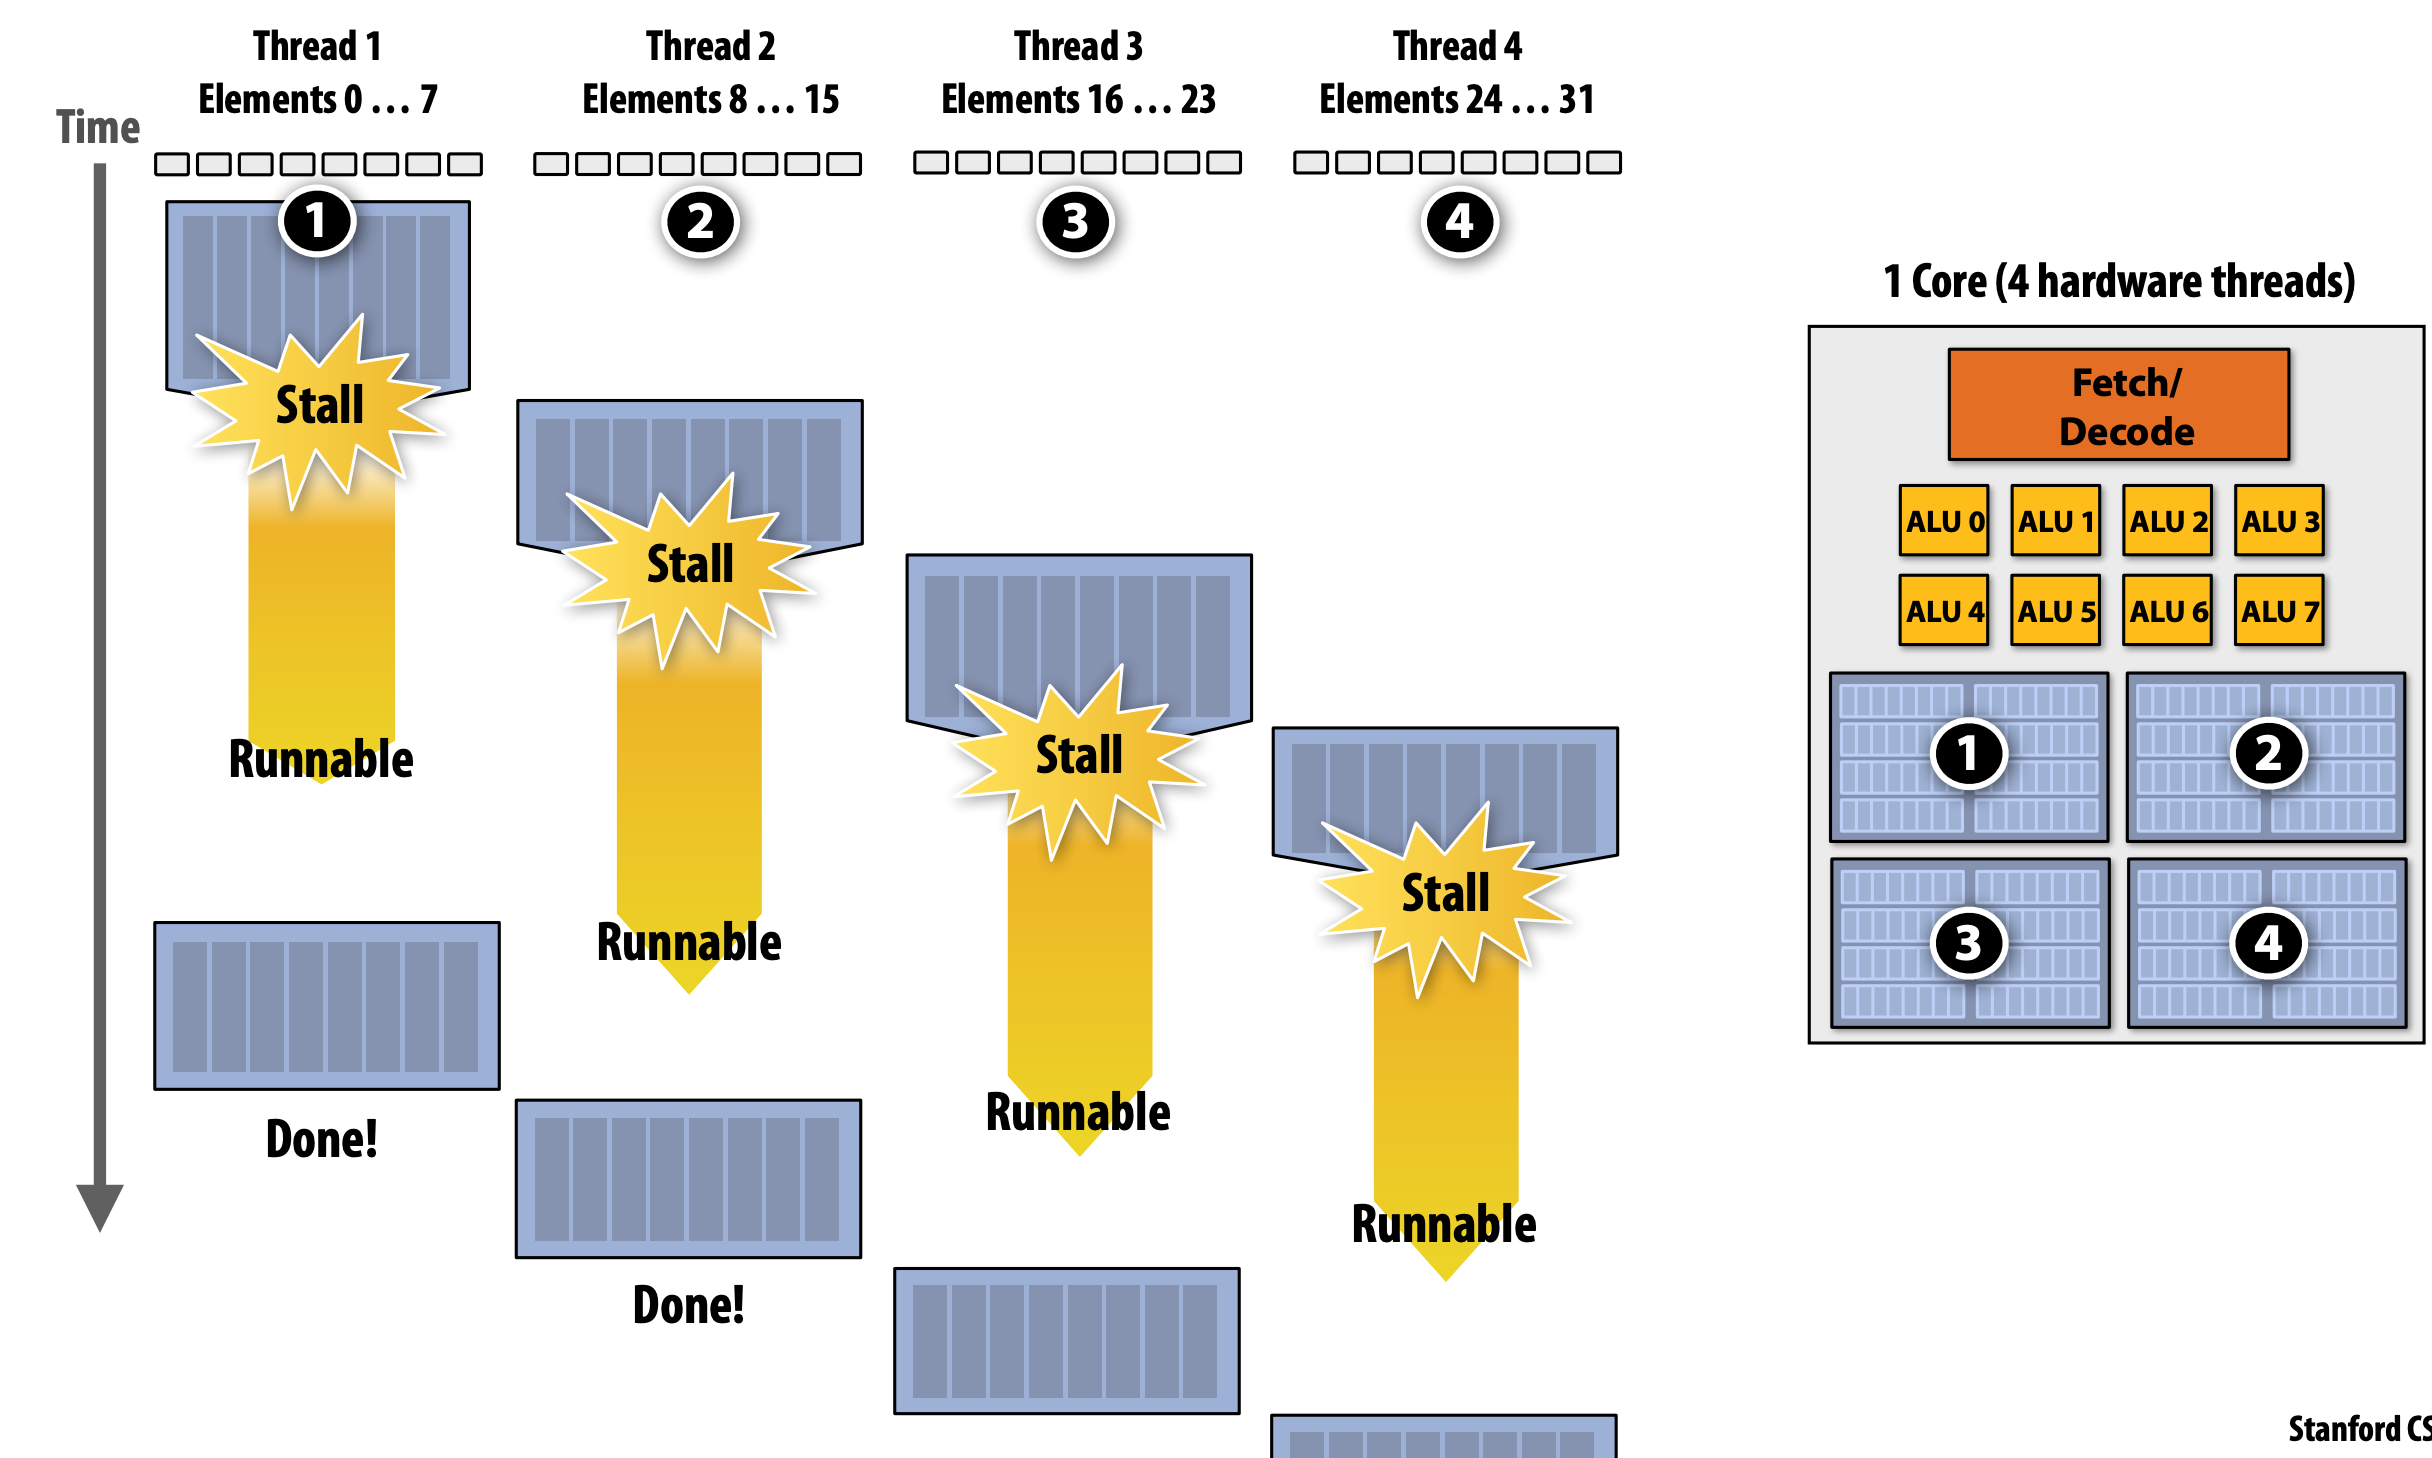 Thread 1
Elements 0 … 7
Thread 2
Elements 8 … 15
Thread 3
Elements 16 … 23
Thread 4
Elements 24 … 31
Time
1
2
3
4
Stall
Stall
Stall
Stall
Runnable
Runnable
Runnable
Runnable
Done!
Done!
1 Core (4 hardware threads)
Fetch/
Decode
ALU 0 ALU 1 ALU 2 ALU 3
ALU 4 ALU 5 ALU 6 ALU 7
1 2
3 4
Stanford CS